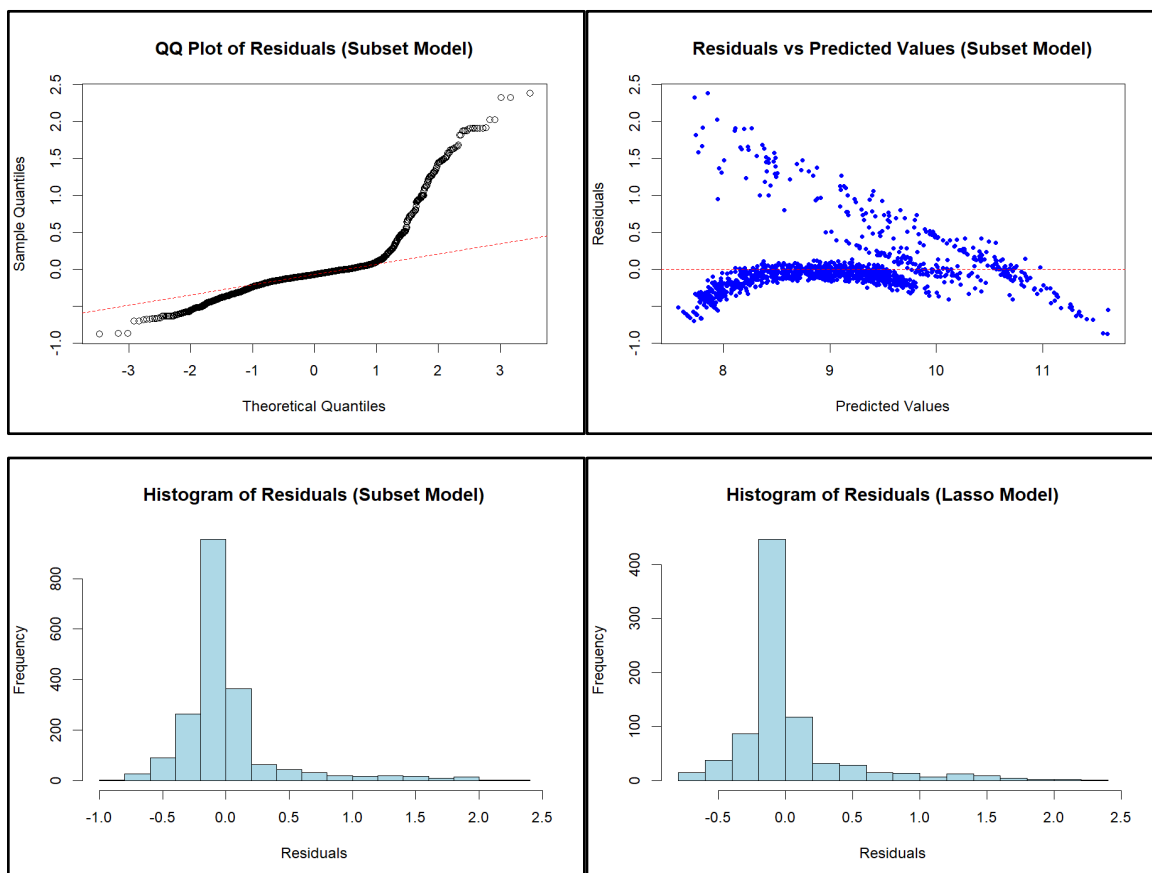 QQ Plot of Residuals (Subset Model)
Sample Quantiles
2.5
2.0
1.5
1.0
0.5
0.0
-1.0
-3 -2 -1 0 1 2 3
Theoretical Quantiles
Residuals vs Predicted Values (Subset Model)
Residuals
2.5
2.0
1.5
1.0
0.5
0.0
-1.0
8 9 10 11
Predicted Values
Histogram of Residuals (Subset Model)
Frequency
800
600
400
200
0
-1.0 -0.5 0.0 0.5 1.0 1.5 2.0 2.5
Residuals
Histogram of Residuals (Lasso Model)
Frequency
400
300
200
100
0
-0.5 0.0 0.5 1.0 1.5 2.0 2.5
Residuals